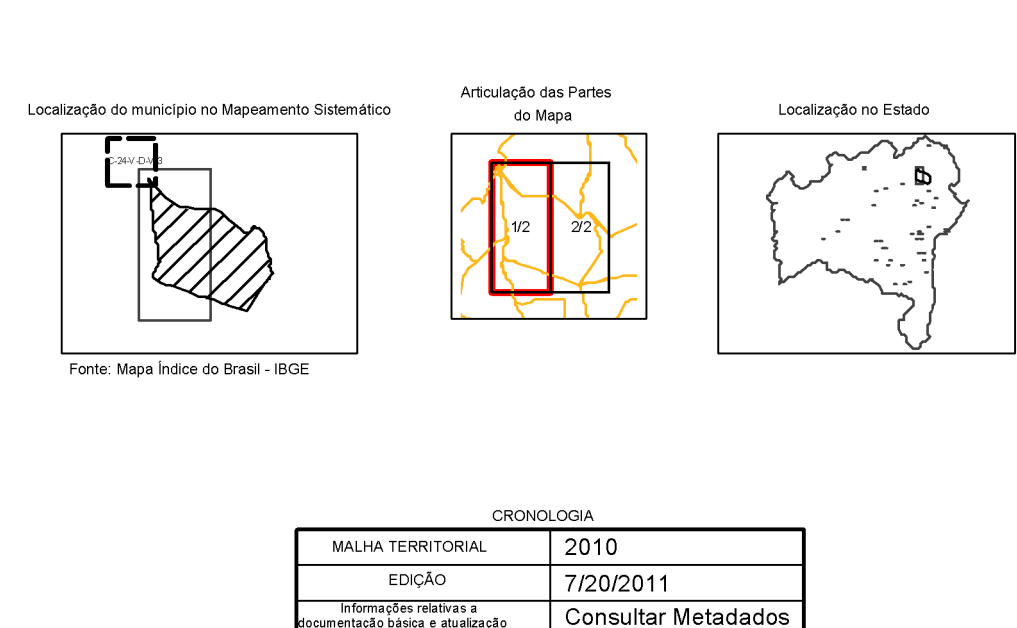 Localização do município no Mapeamento Sistemático
Articulação das Partes
do Mapa
Localização no Estado
1/2
2/2
Fonte: Mapa Índice do Brasil - IBGE
CRONOLOGIA
MALHA TERRITORIAL
2010
EDIÇÃO
7/20/2011
Informações relativas a
documentação básica e atualização
Consultar Metadados